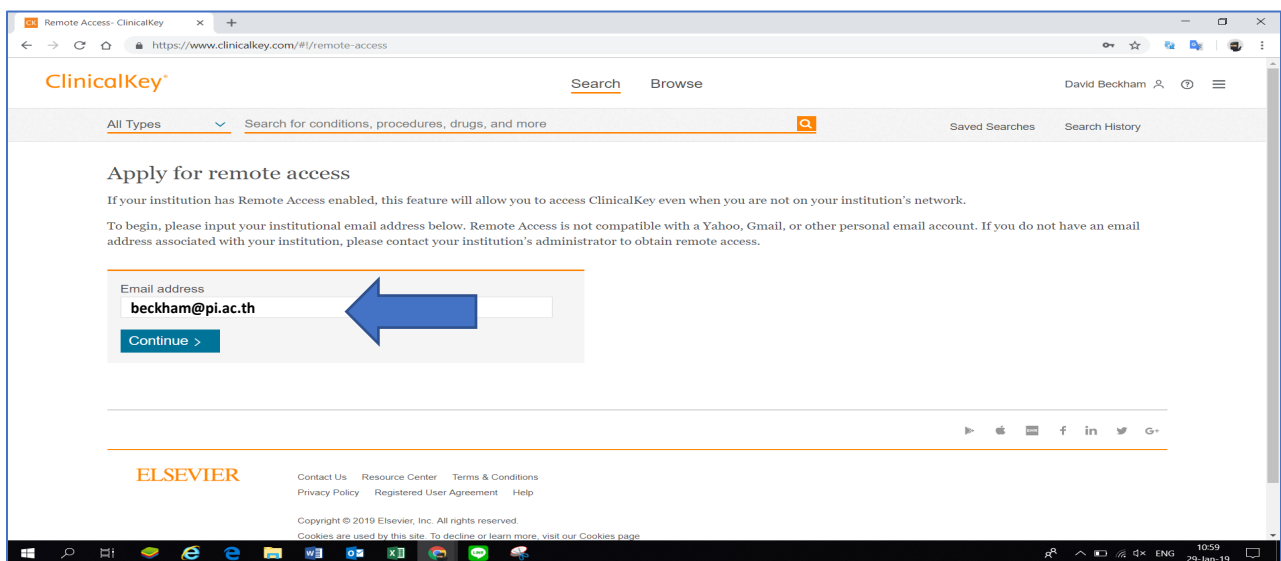 CK Remote Access- ClinicalKey
https://www.clinicalkey.com/#!/remote-access
ClinicalKey®
Search Browse
David Beckham
All Types
Search for conditions, procedures, drugs, and more
Saved Searches Search History
Apply for remote access
If your institution has Remote Access enabled, this feature will allow you to access ClinicalKey even when you are not on your institution's network.
To begin, please input your institutional email address below. Remote Access is not compatible with a Yahoo, Gmail, or other personal email account. If you do not have an email
address associated with your institution, please contact your institution's administrator to obtain remote access.
Email address
beckham@pi.ac.th
Continue >
ELSEVIER
Contact Us Resource Center Terms & Conditions
Privacy Policy Registered User Agreement Help
Copyright © 2019 Elsevier, Inc. All rights reserved.
Cookies are used by this site. To decline or learn more, visit our Cookies page
ENG
10:59
29-Jan-19